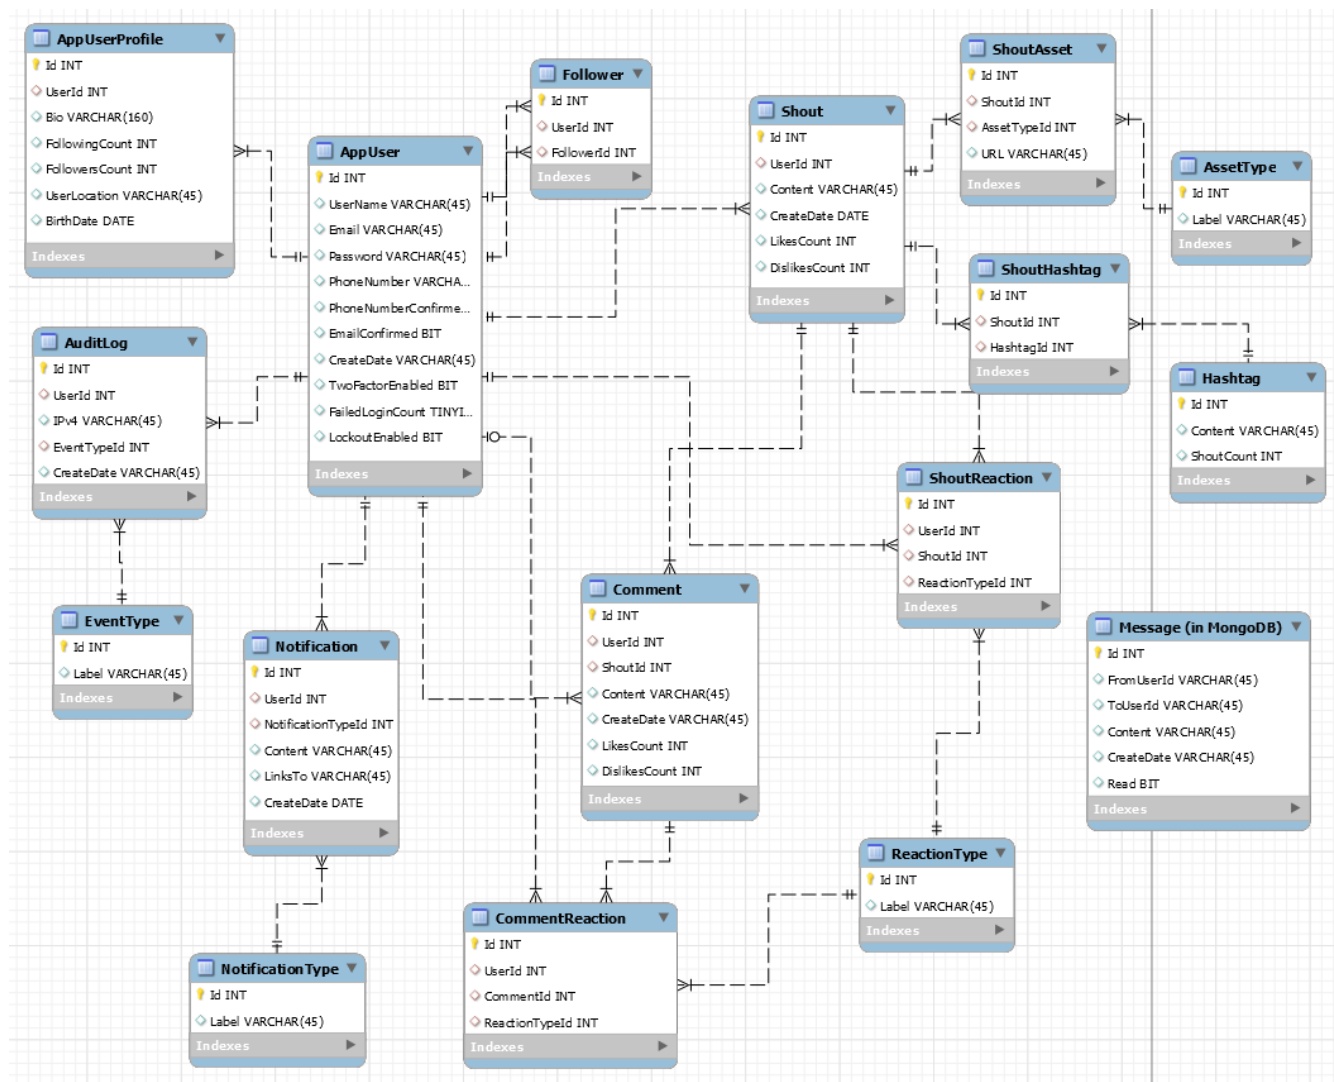 AppUserProfile
Id INT
UserId INT
Bio VARCHAR(160)
FollowingCount INT
FollowersCount INT
UserLocation VARCHAR(45)
BirthDate DATE
Indexes
AppUser
Id INT
UserName VARCHAR(45)
Email VARCHAR(45)
Password VARCHAR(45)
PhoneNumber VARCHA...
PhoneNumberConfirme...
EmailConfirmed BIT
CreateDate VARCHAR(45)
TwoFactorEnabled BIT
FailedLoginCount TINYI...
LockoutEnabled BIT
Indexes
Follower
Id INT
UserId INT
FollowerId INT
Indexes
Shout
Id INT
UserId INT
Content VARCHAR(45)
CreateDate DATE
LikesCount INT
DislikesCount INT
Indexes
ShoutAsset
Id INT
ShoutId INT
AssetTypeId INT
URL VARCHAR(45)
Indexes
AssetType
Id INT
Label VARCHAR(45)
Indexes
ShoutHashtag
Id INT
ShoutId INT
HashtagId INT
Indexes
Hashtag
Id INT
Content VARCHAR(45)
ShoutCount INT
Indexes
AuditLog
Id INT
UserId INT
IPv4 VARCHAR(45)
EventTypeId INT
CreateDate VARCHAR(45)
Indexes
EventType
Id INT
Label VARCHAR(45)
Indexes
Notification
Id INT
UserId INT
NotificationTypeId INT
Content VARCHAR(45)
LinksTo VARCHAR(45)
CreateDate DATE
Indexes
NotificationType
Id INT
Label VARCHAR(45)
Indexes
Comment
Id INT
UserId INT
ShoutId INT
Content VARCHAR(45)
CreateDate VARCHAR(45)
LikesCount INT
DislikesCount INT
Indexes
CommentReaction
Id INT
UserId INT
CommentId INT
ReactionTypeId INT
Indexes
ShoutReaction
Id INT
UserId INT
ShoutId INT
ReactionTypeId INT
Indexes
ReactionType
Id INT
Label VARCHAR(45)
Indexes
Message (in MongoDB)
Id INT
FromUserId VARCHAR(45)
ToUserId VARCHAR(45)
Content VARCHAR(45)
CreateDate VARCHAR(45)
Read BIT
Indexes